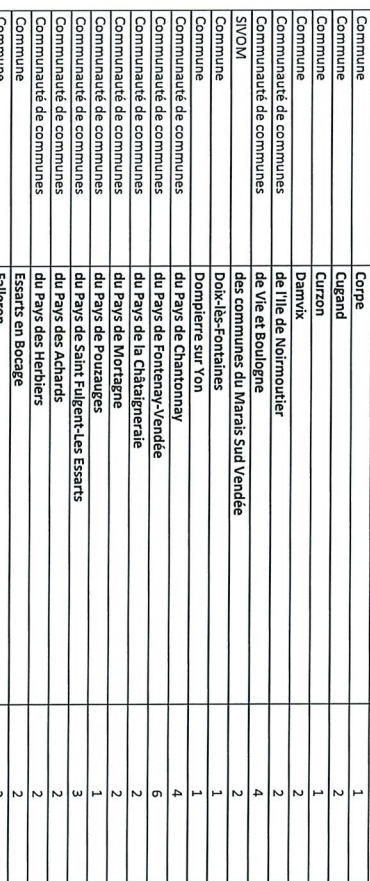 Commune Corpe 1
Commune Cugand 2
Commune Curzon 1
Commune Damvix 2
Communauté de communes de l'Ile de Noirmoutier 2
Communauté de communes de Vie et Boulogne 4
SIVOM des communes du Marais Sud Vendée 2
Commune Doix-lès-Fontaines 1
Commune Dompierre sur Yon 1
Communauté de communes du Pays de Chantonnay 4
Communauté de communes du Pays de Fontenay-Vendée 6
Communauté de communes du Pays de la Châtaigneraie 2
Communauté de communes du Pays de Mortagne 2
Communauté de communes du Pays de Pouzauges 1
Communauté de communes du Pays de Saint Fulgent-Les Essarts 3
Communauté de communes du Pays des Achards 2
Communauté de communes du Pays des Herbiers 2
Commune Essarts en Bocage 2
Commune Falleron